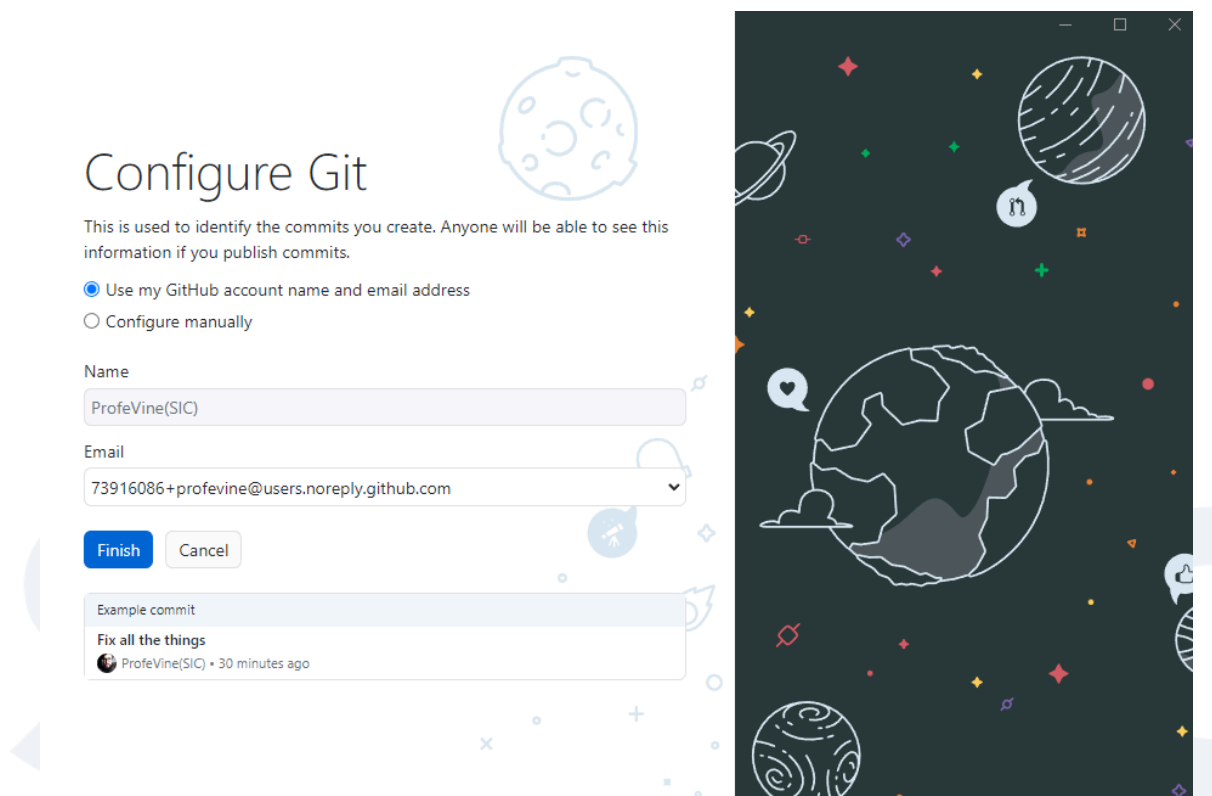 Configure Git
This is used to identify the commits you create. Anyone will be able to see this
information if you publish commits.
Use my GitHub account name and email address
Configure manually
Name
ProfeVine(SIC)
Email
73916086+profevine@users.noreply.github.com
Finish
Cancel
Example commit
Fix all the things
ProfeVine(SIC) • 30 minutes ago